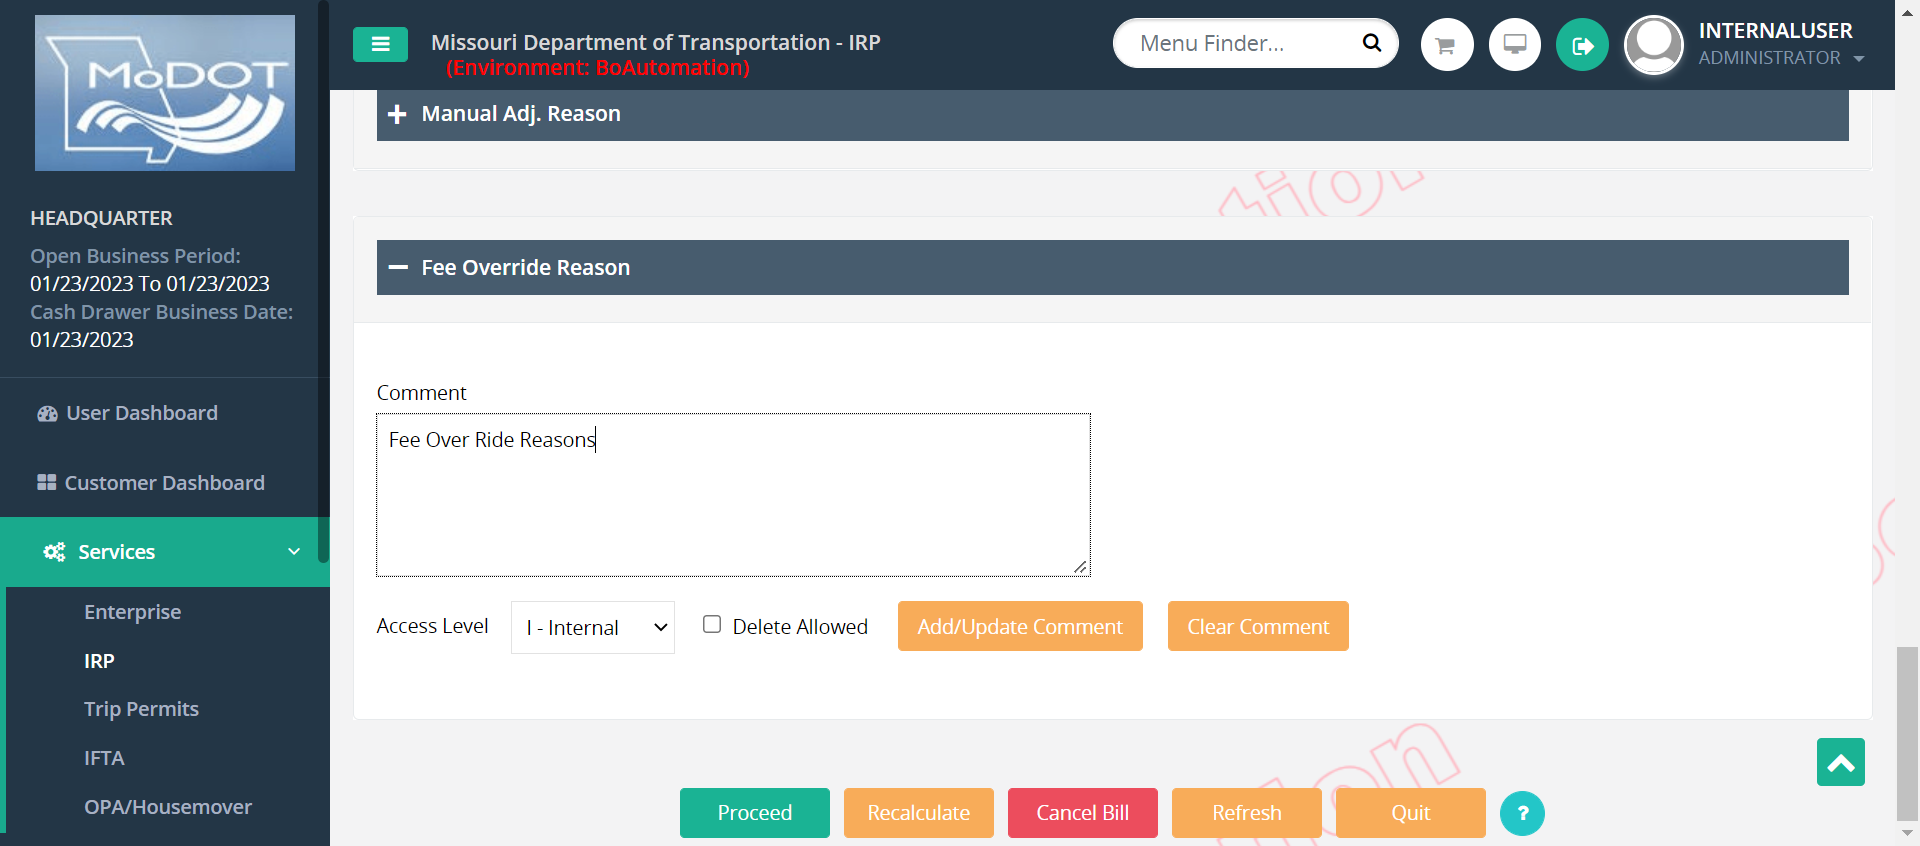 MoDOT
HEADQUARTER
Open Business Period:
01/23/2023 To 01/23/2023
Cash Drawer Business Date:
01/23/2023
User Dashboard
Customer Dashboard
Services
Enterprise
IRP
Trip Permits
IFTA
OPA/Housemover
Missouri Department of Transportation - IRP
(Environment: BoAutomation)
Menu Finder...
INTERNALUSER
ADMINISTRATOR
Manual Adj. Reason
Fee Override Reason
Comment
Fee Over Ride Reasons
Access Level
I - Internal
Delete Allowed
Add/Update Comment
Clear Comment
Proceed
Recalculate
Cancel Bill
Refresh
Quit
?